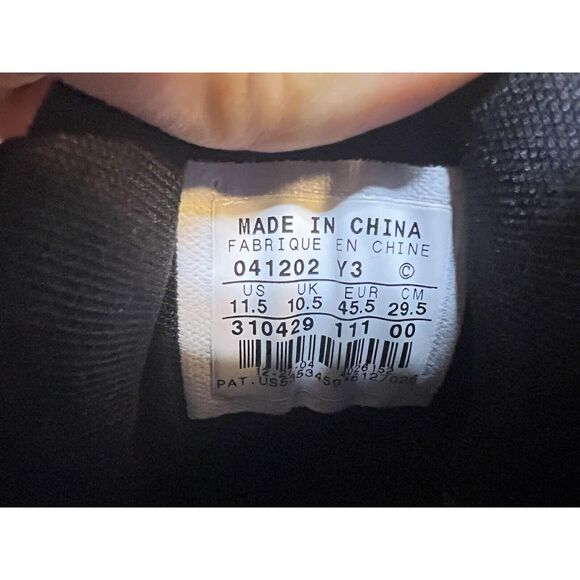 MADE IN CHINA
FABRIQUE EN CHINE
041202 Y3 ©
US UK EUR CM
11.5 10.5 45.5 29.5
310429 111 00
PAT.